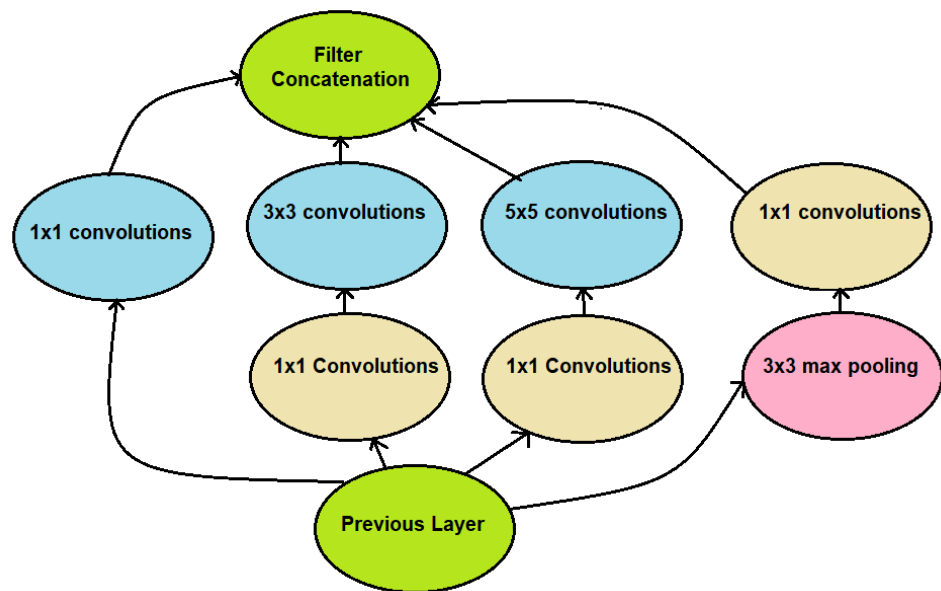 Filter
Concatenation
1x1 convolutions
3x3 convolutions
5x5 convolutions
1x1 convolutions
1x1 Convolutions
1x1 Convolutions
3x3 max pooling
Previous Layer